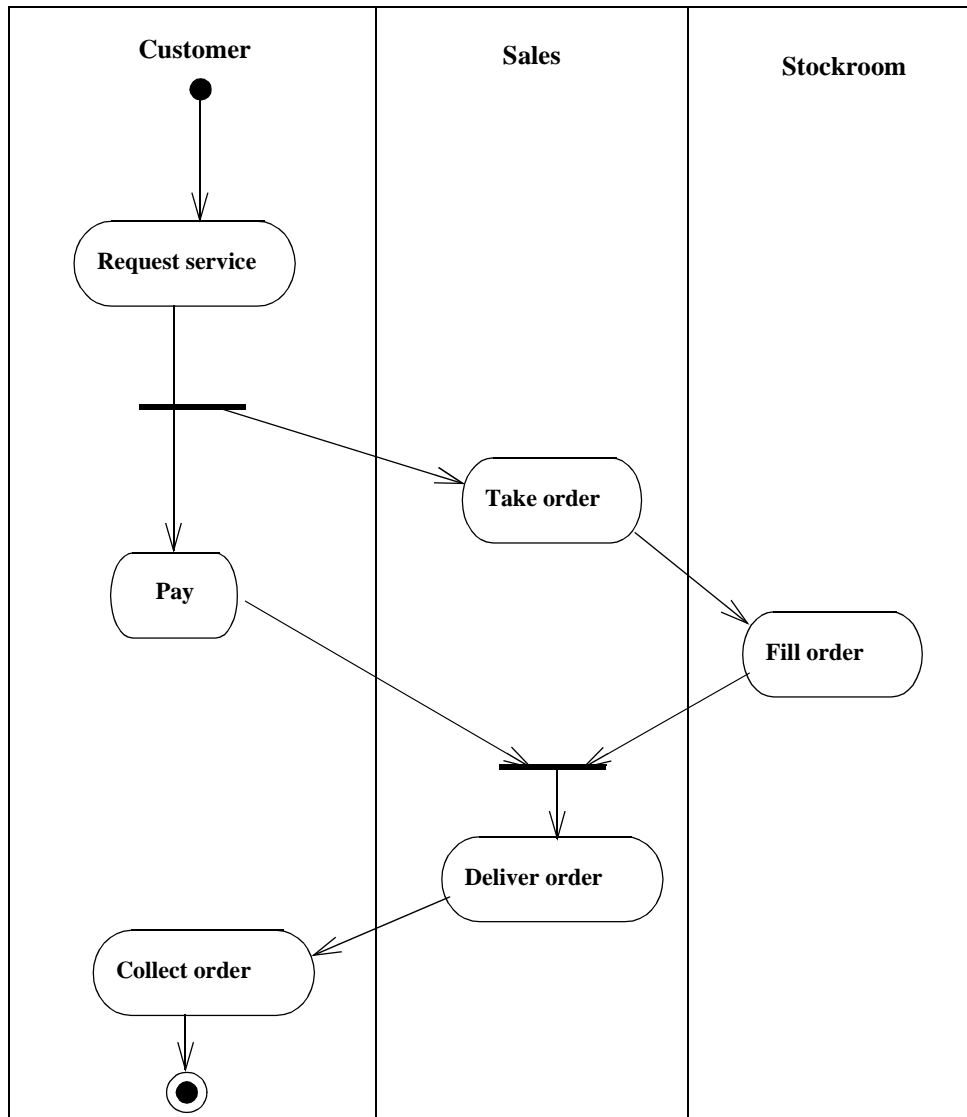 Customer
Sales
Stockroom
Request service
Take order
Pay
Fill order
Deliver order
Collect order